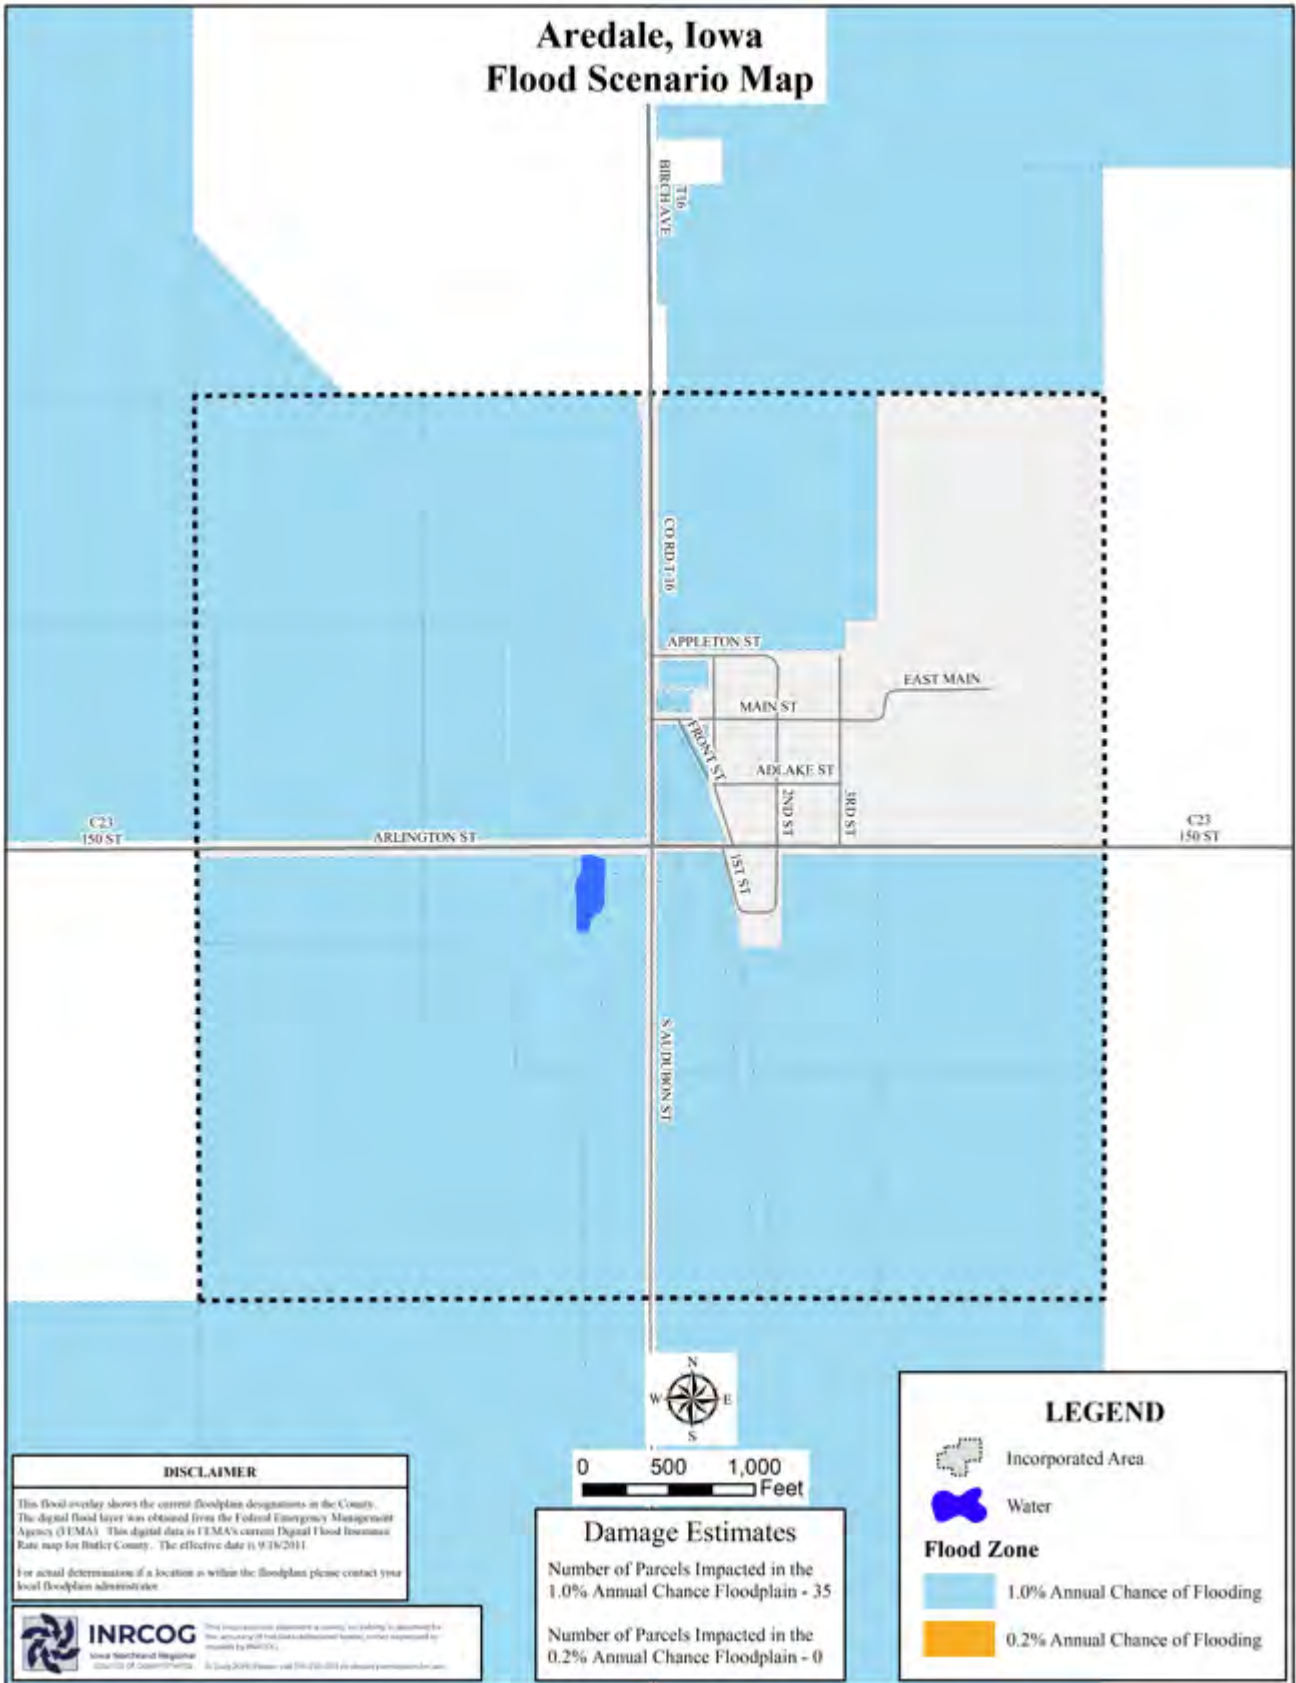 Aredale, Iowa
Flood Scenario Map
T16
BIRCH AVE
CO RD T-16
APPLETON ST
EAST MAIN
MAIN ST
FRONT ST
ADLAKE ST
2ND ST
3RD ST
C23
150 ST
ARLINGTON ST
C23
150 ST
1ST ST
S AUDUBON ST
N
W E
S
0 500 1,000
Feet
DISCLAIMER
This flood overlay shows the current floodplain designations in the County.
The digital flood layer was obtained from the Federal Emergency Management
Agency (FEMA). This digital data is FEMA's current Digital Flood Insurance
Rate map for Butler County. The effective date is 9/16/2011
For actual determination if a location is within the floodplain please contact your
local floodplain administrator.
INRCOG
Iowa Northland Regional
Council of Governments
Damage Estimates
Number of Parcels Impacted in the
1.0% Annual Chance Floodplain - 35
Number of Parcels Impacted in the
0.2% Annual Chance Floodplain - 0
LEGEND
Incorporated Area
Water
Flood Zone
1.0% Annual Chance of Flooding
0.2% Annual Chance of Flooding